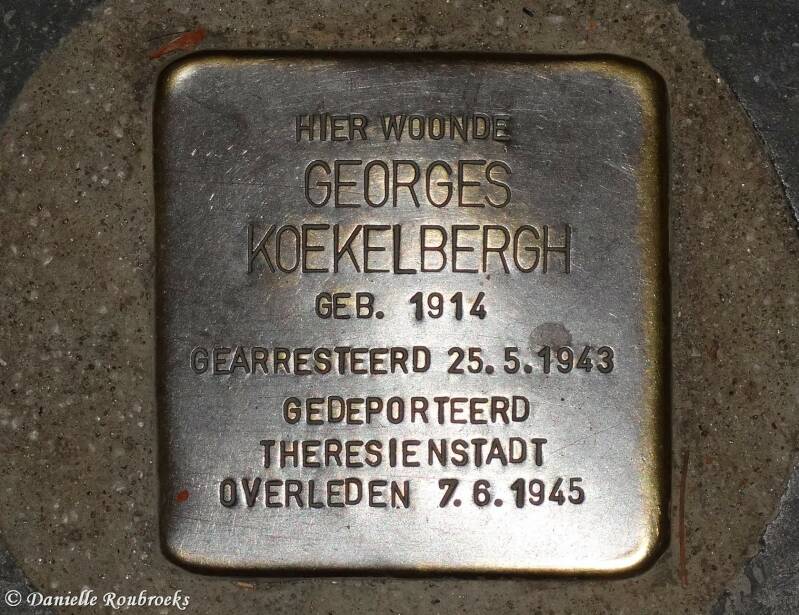 HIER WOONDE
GEORGES
KOEKELBERGH
GEB. 1914
GEARRESTEERD 25.5.1943
GEDEPORTEERD
THERESIENSTADT
OVERLEDEN 7.6.1945
© Danielle Roubroeks